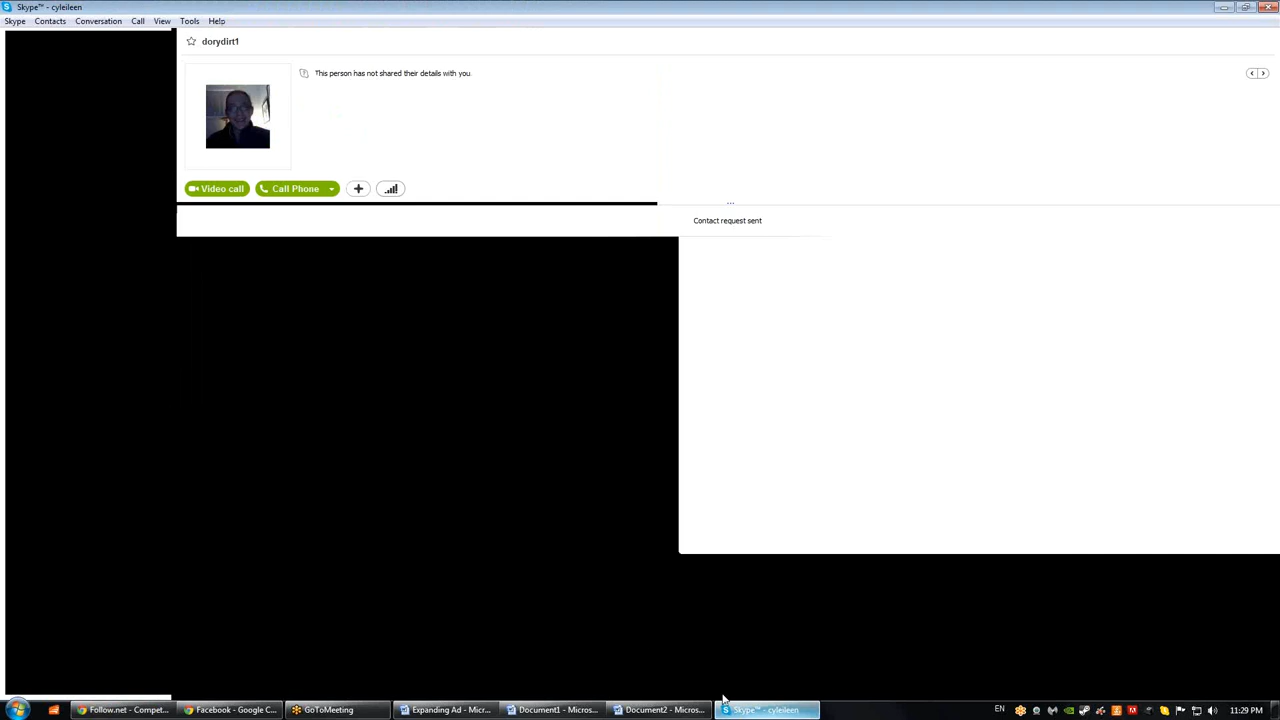 Skype™ - cyleileen
Skype Contacts Conversation Call View Tools Help
dorydirt1
This person has not shared their details with you
Video call Call Phone
...
Contact request sent
Follow.net - Compet... Facebook - Google C... GoToMeeting Expanding Ad - Micr... Document1 - Micros... Document2 - Micros... Skype™ - cyleileen EN 11:29 PM